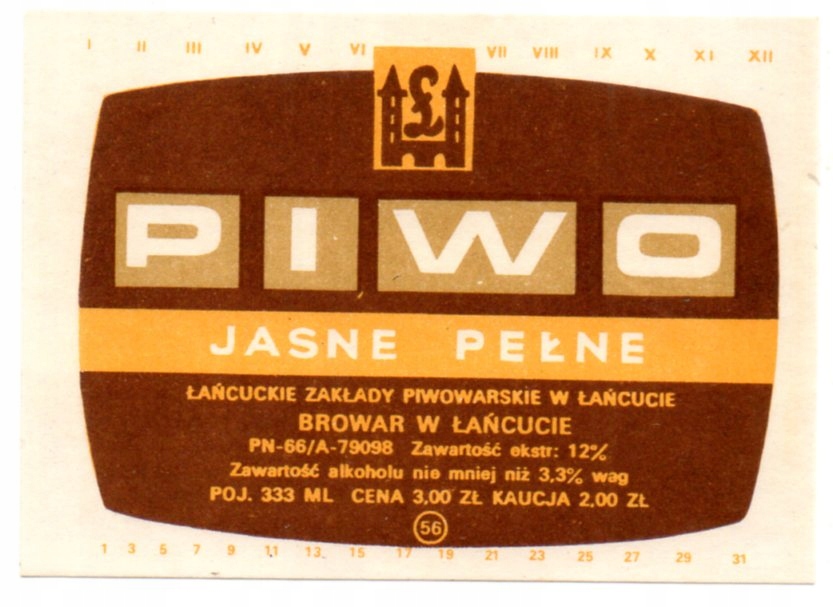 I II III IV V VI VII VIII IX X XI XII
Ł
PIWO
JASNE PEŁNE
ŁAŃCUCKIE ZAKŁADY PIWOWARSKIE W ŁAŃCUCIE
BROWAR W ŁAŃCUCIE
PN-66/A-79098 Zawartość ekstr: 12%
Zawartość alkoholu nie mniej niż 3,3% wag
POJ. 333 ML CENA 3,00 ZŁ KAUCJA 2,00 ZŁ
56
1 3 5 7 9 11 13 15 17 19 21 23 25 27 29 31